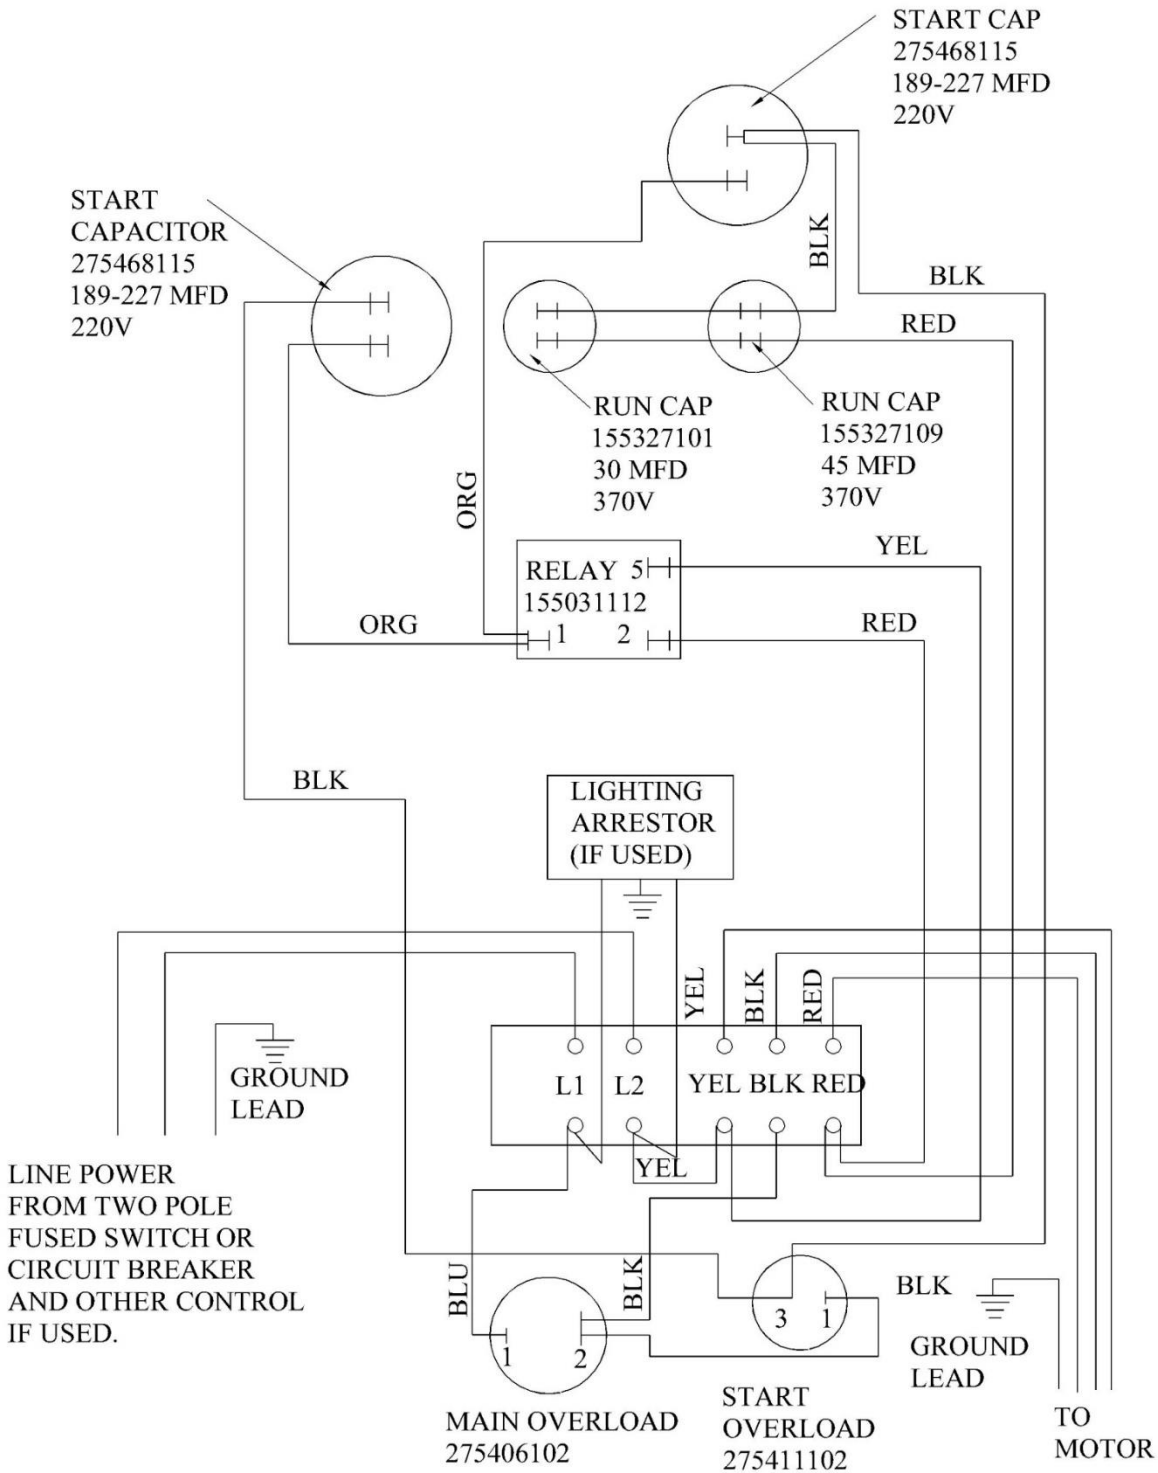 START CAP
275468115
189-227 MFD
220V
START
CAPACITOR
275468115
189-227 MFD
220V
BLK
BLK
RED
RUN CAP
155327101
30 MFD
370V
RUN CAP
155327109
45 MFD
370V
ORG
YEL
RELAY 5
155031112
1 2
ORG
RED
BLK
LIGHTING
ARRESTOR
(IF USED)
YEL
BLK
RED
GROUND
LEAD
L1 L2 YEL BLK RED
YEL
LINE POWER
FROM TWO POLE
FUSED SWITCH OR
CIRCUIT BREAKER
AND OTHER CONTROL
IF USED.
BLU
BLK
1 2
3 1
BLK
GROUND
LEAD
MAIN OVERLOAD
275406102
START
OVERLOAD
275411102
TO
MOTOR